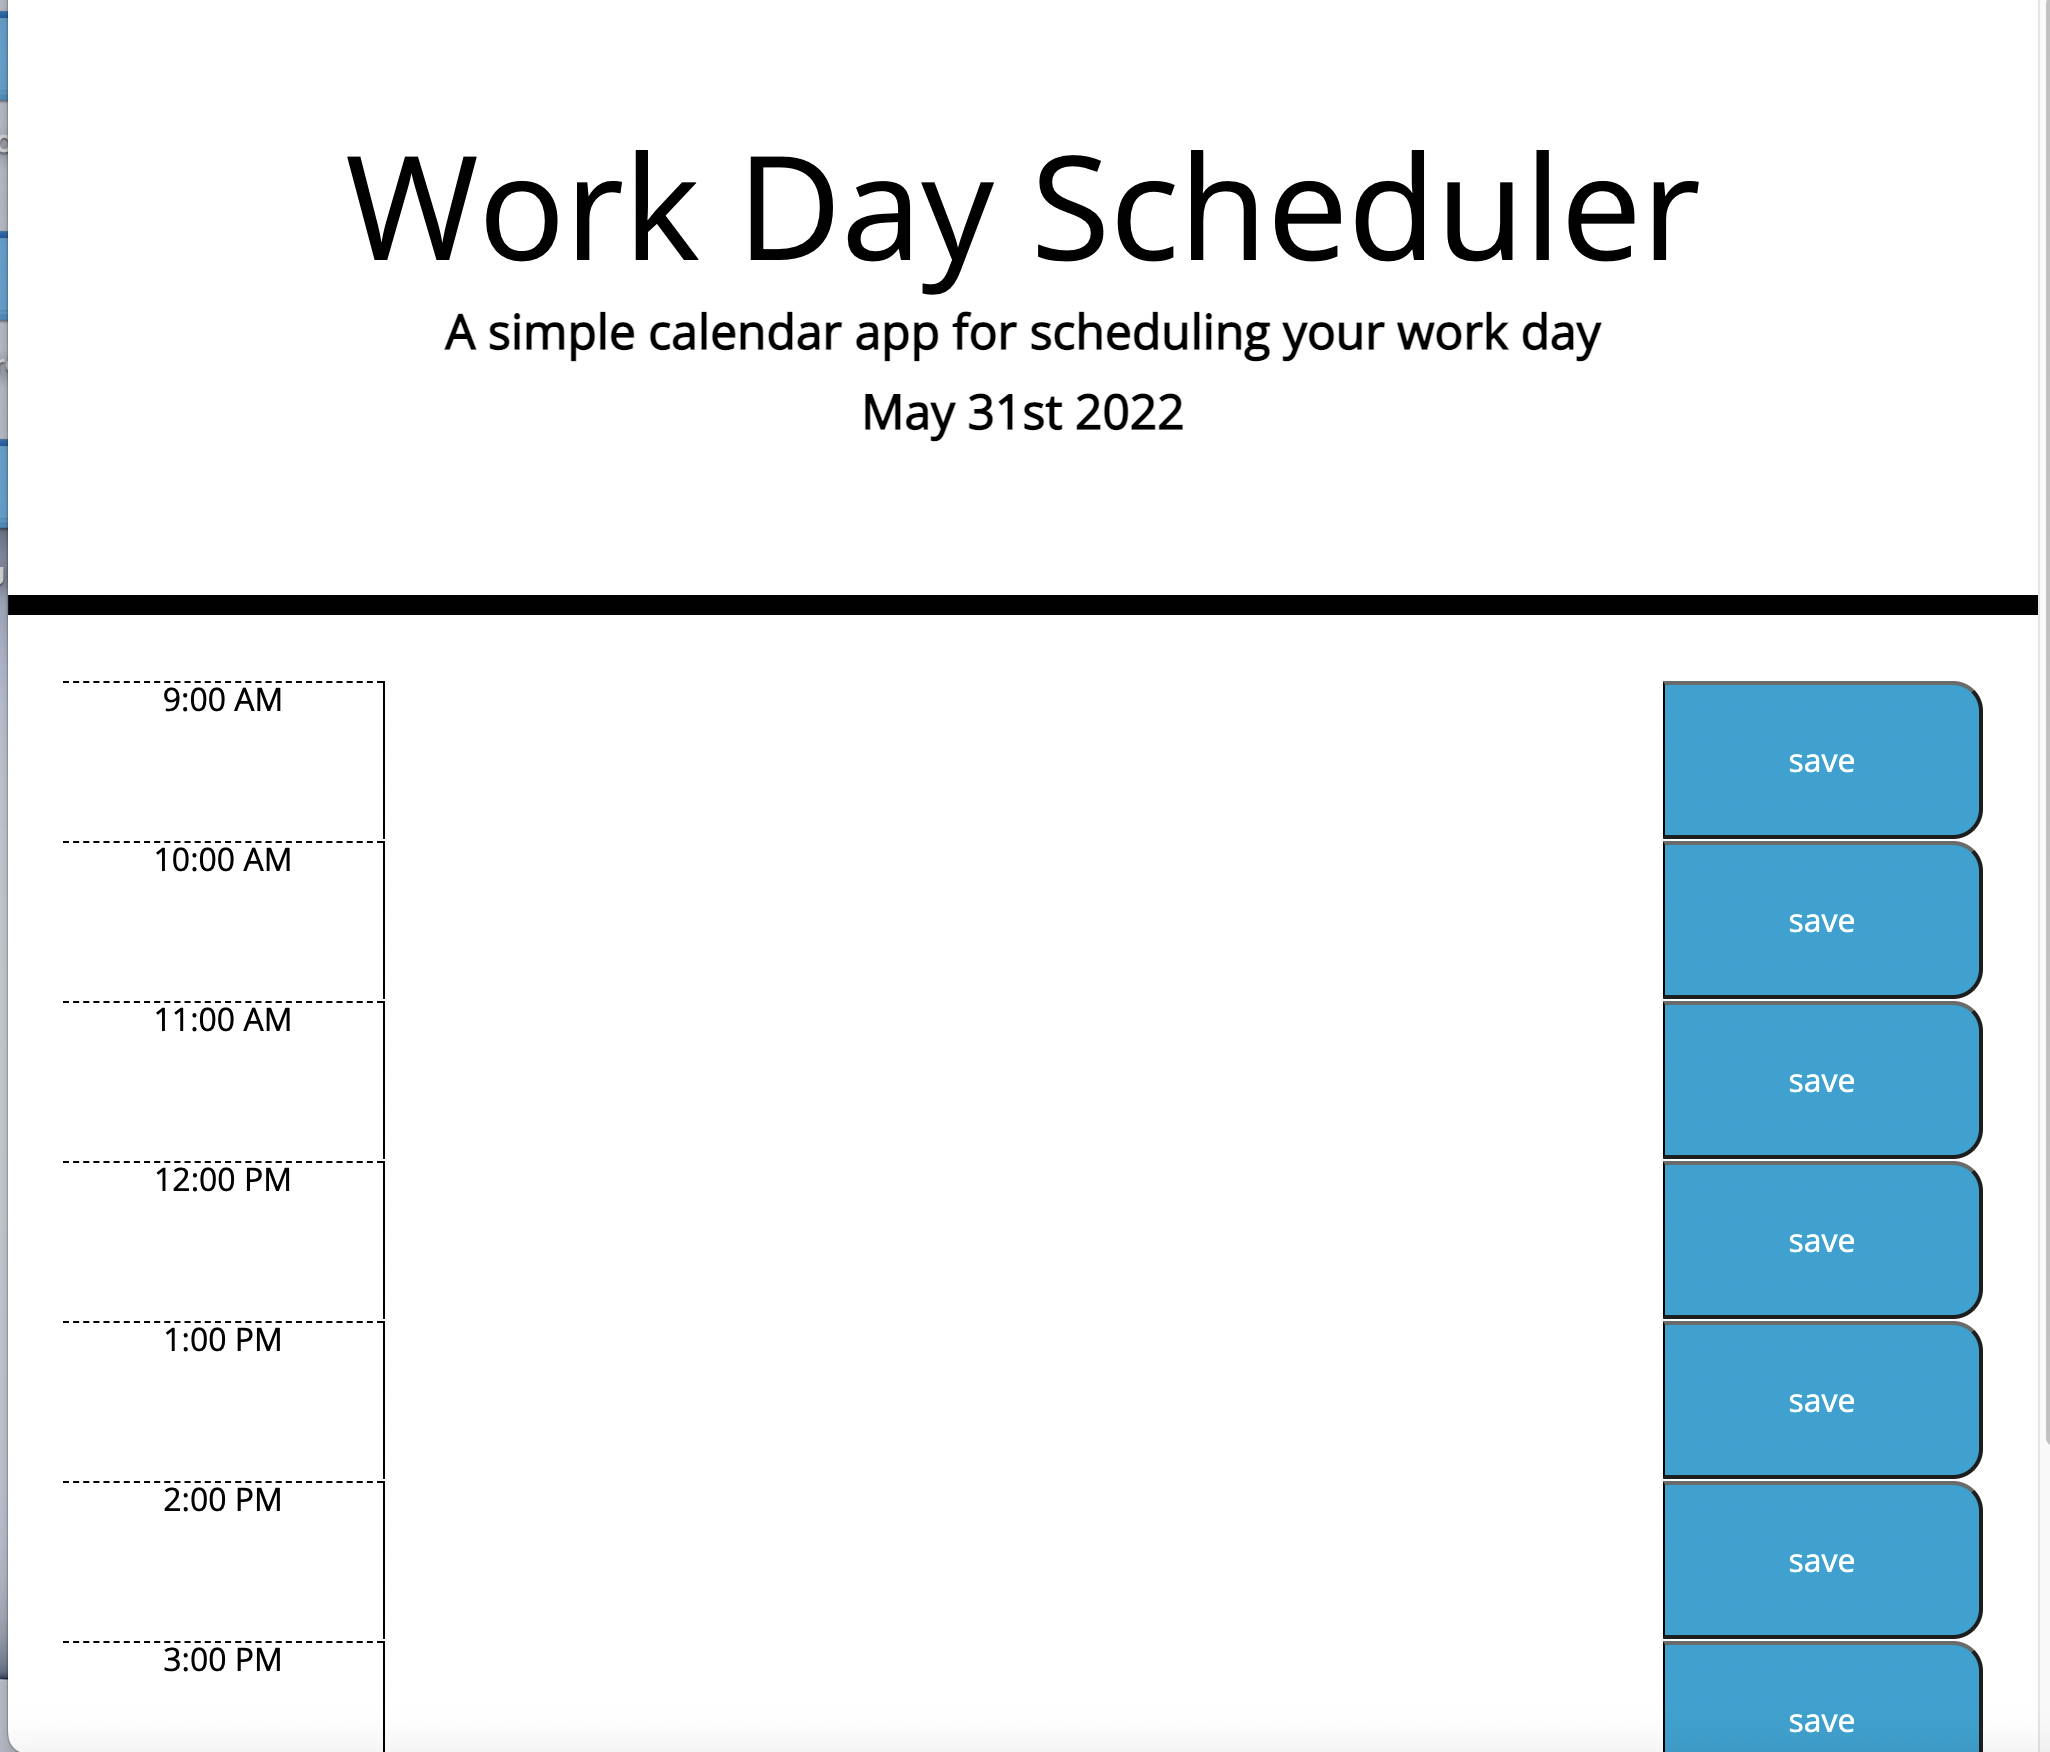 Work Day Scheduler
A simple calendar app for scheduling your work day
May 31st 2022
9:00 AM
save
10:00 AM
save
11:00 AM
save
12:00 PM
save
1:00 PM
save
2:00 PM
save
3:00 PM
save